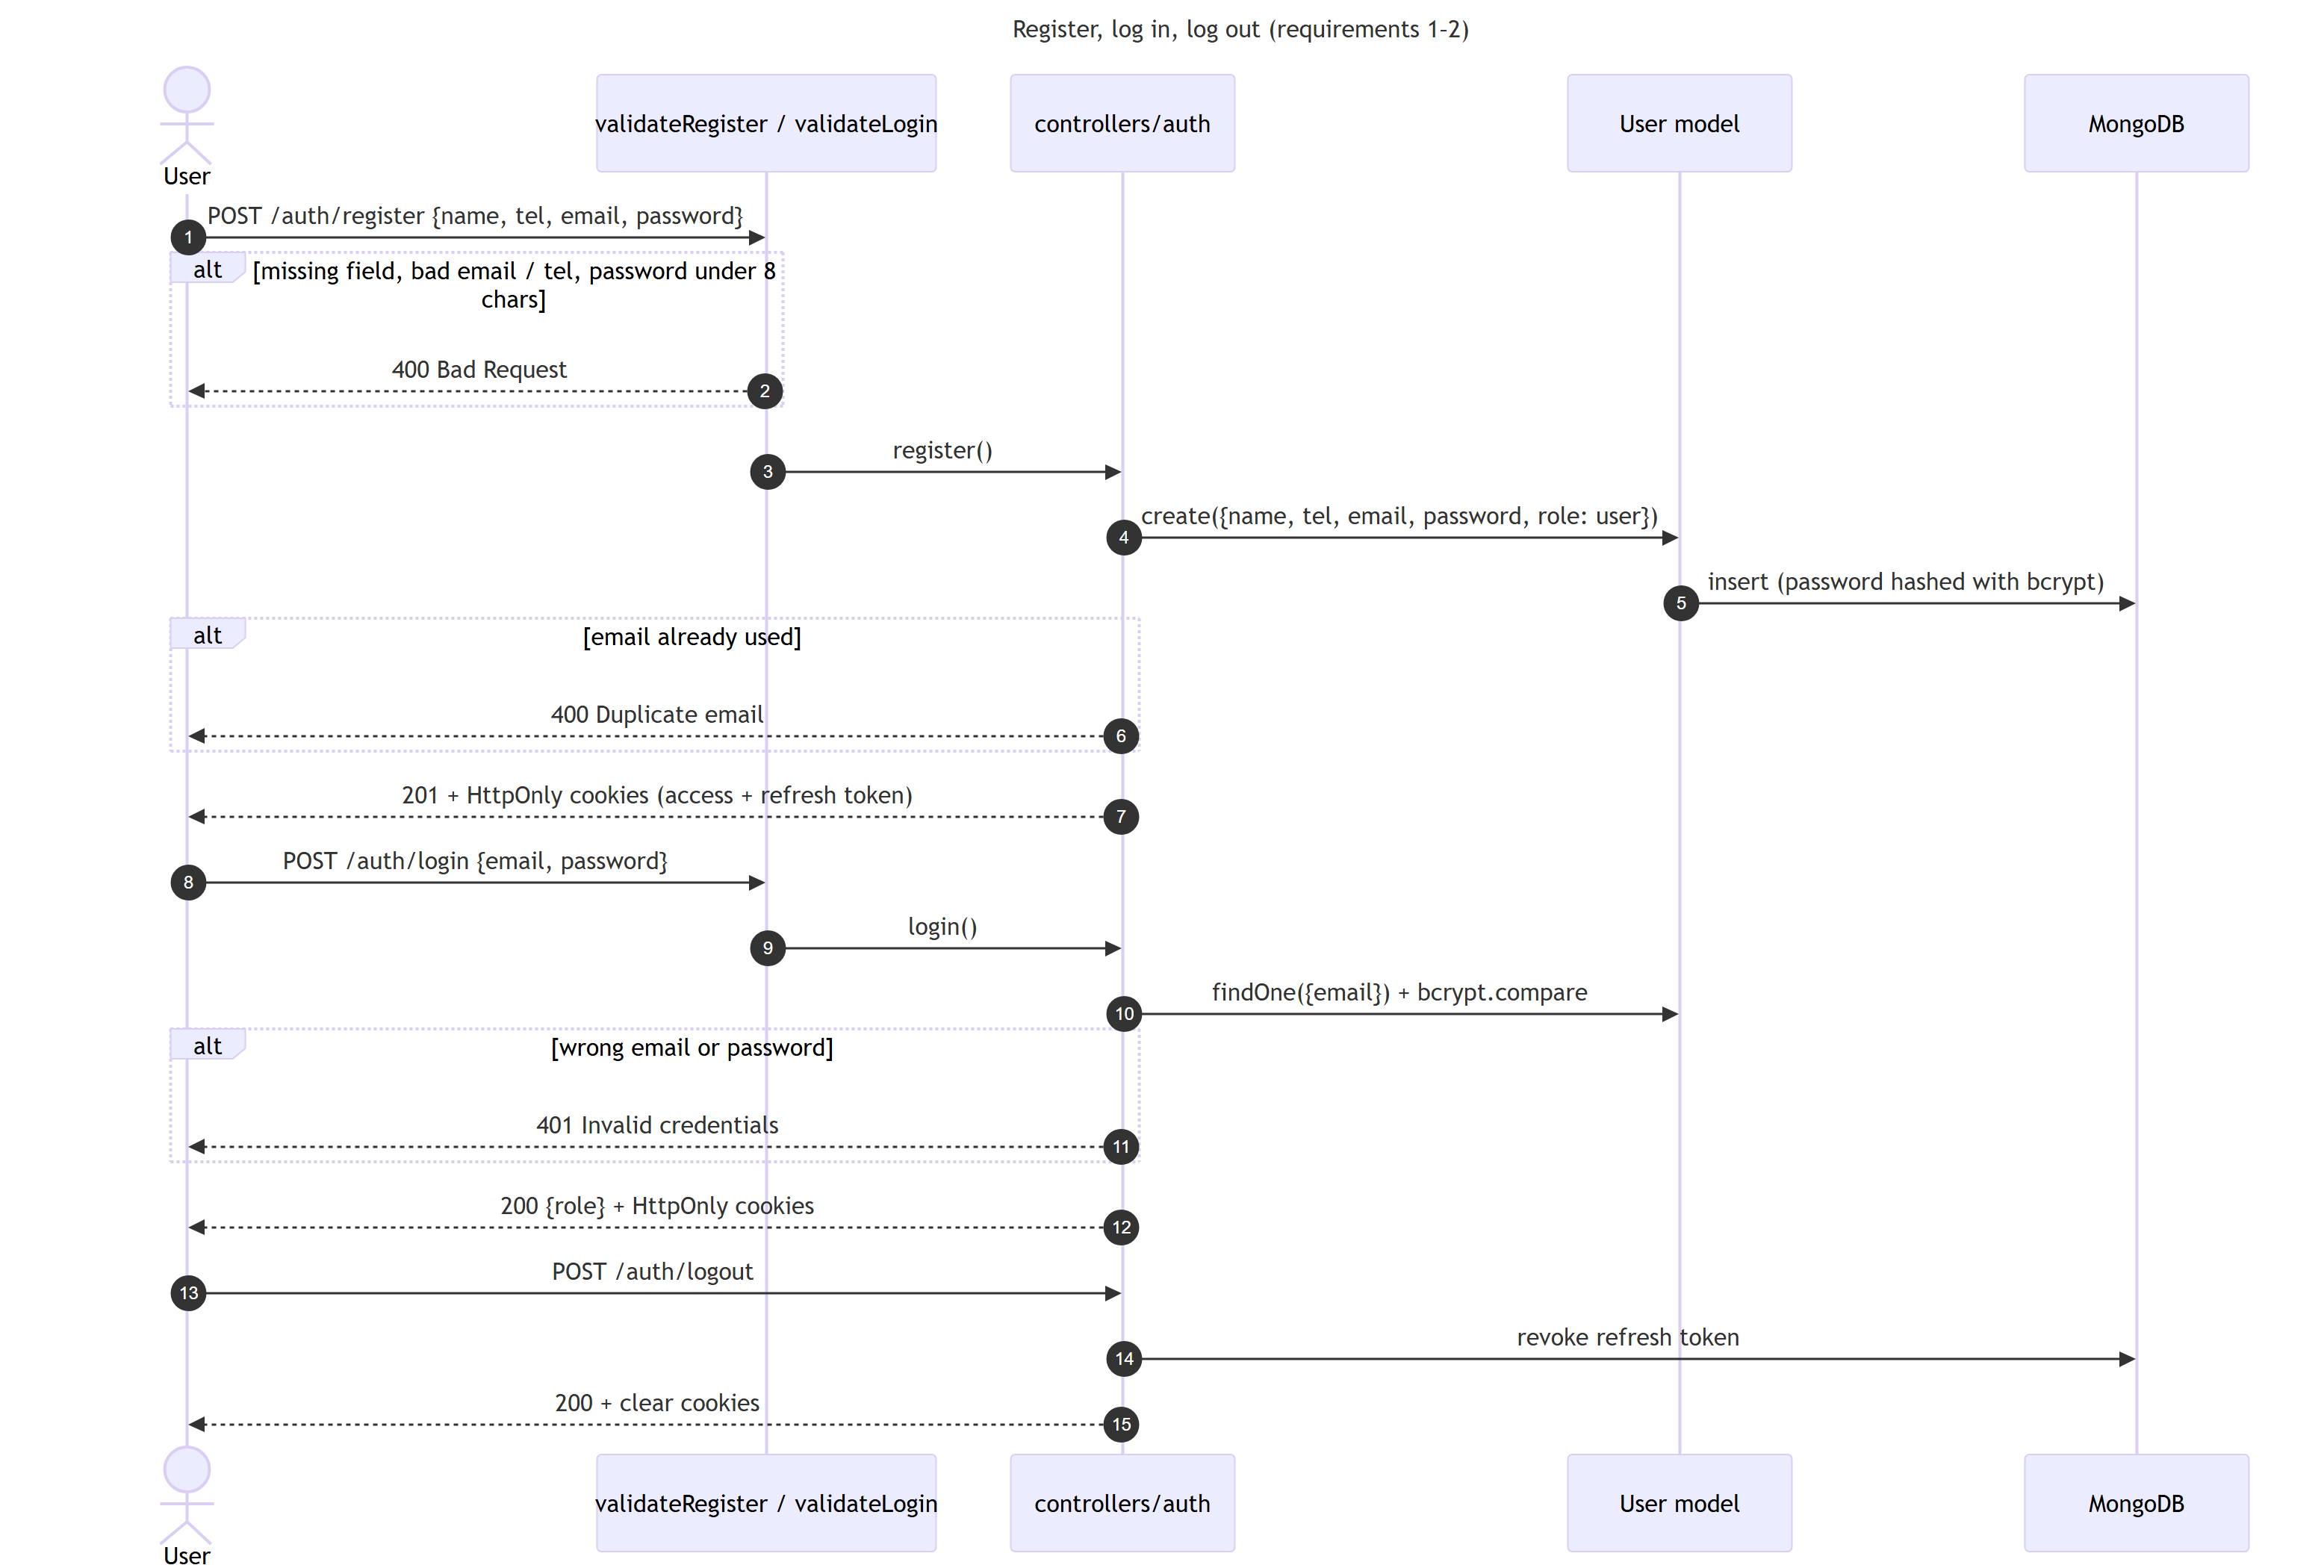 Register, log in, log out (requirements 1-2)
User
validateRegister / validateLogin
controllers/auth
User model
MongoDB
POST /auth/register {name, tel, email, password}
1
alt
[missing field, bad email / tel, password under 8
chars]
400 Bad Request
2
register()
3
create({name, tel, email, password, role: user})
4
insert (password hashed with bcrypt)
5
alt
[email already used]
400 Duplicate email
6
201 + HttpOnly cookies (access + refresh token)
7
POST /auth/login {email, password}
8
login()
9
findOne({email}) + bcrypt.compare
10
alt
[wrong email or password]
401 Invalid credentials
11
200 {role} + HttpOnly cookies
12
POST /auth/logout
13
revoke refresh token
14
200 + clear cookies
15
User
validateRegister / validateLogin
controllers/auth
User model
MongoDB